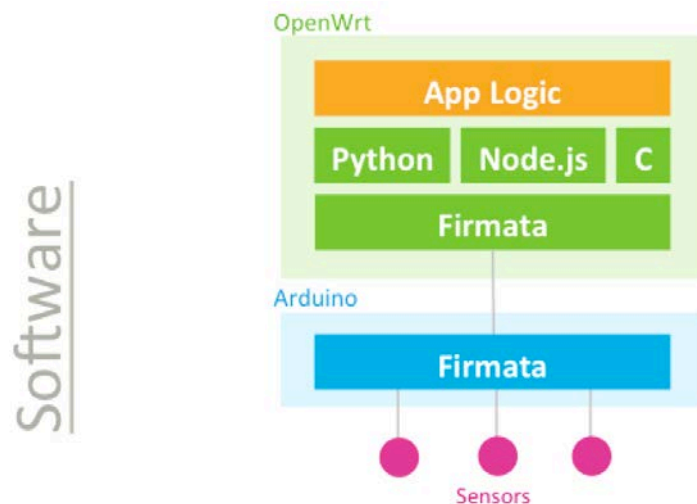 OpenWrt
App Logic
Python Node.js C
Firmata
Software
Arduino
Firmata
Sensors